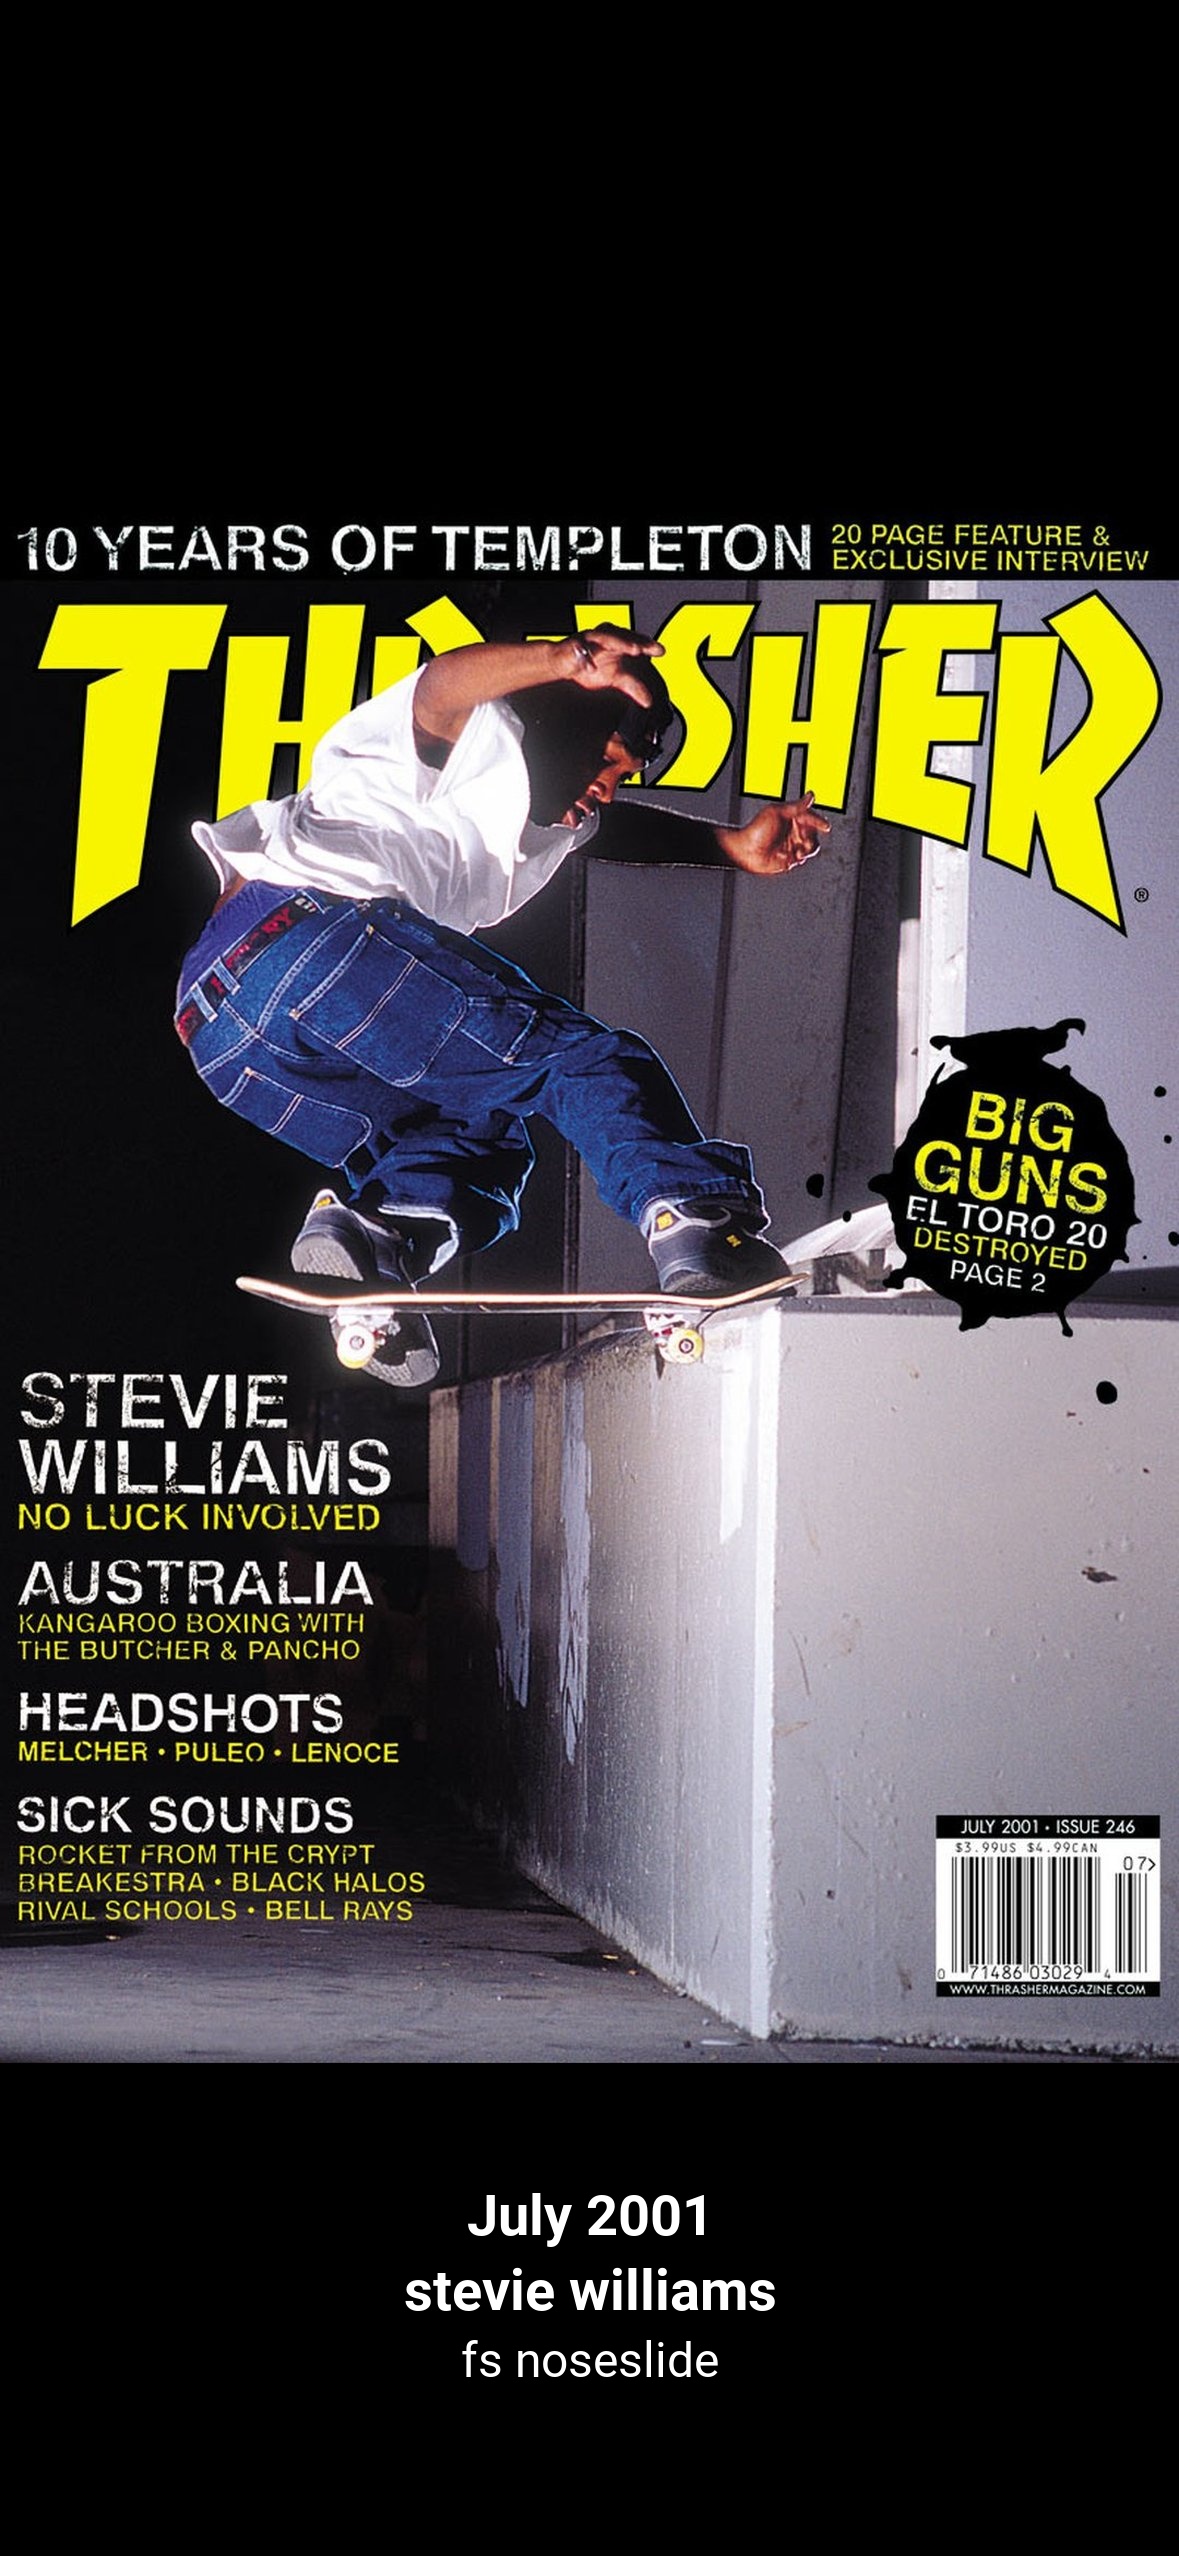 10 YEARS OF TEMPLETON
20 PAGE FEATURE &
EXCLUSIVE INTERVIEW
THRASHER
®
BIG
GUNS
EL TORO 20
DESTROYED
PAGE 2
STEVIE
WILLIAMS
NO LUCK INVOLVED
AUSTRALIA
KANGAROO BOXING WITH
THE BUTCHER & PANCHO
HEADSHOTS
MELCHER • PULEO • LENOCE
SICK SOUNDS
ROCKET FROM THE CRYPT
BREAKESTRA • BLACK HALOS
RIVAL SCHOOLS • BELL RAYS
JULY 2001 • ISSUE 246
$3.99US $4.99CAN
07>
0 71486 03029 4
WWW.THRASHERMAGAZINE.COM
July 2001
stevie williams
fs noseslide